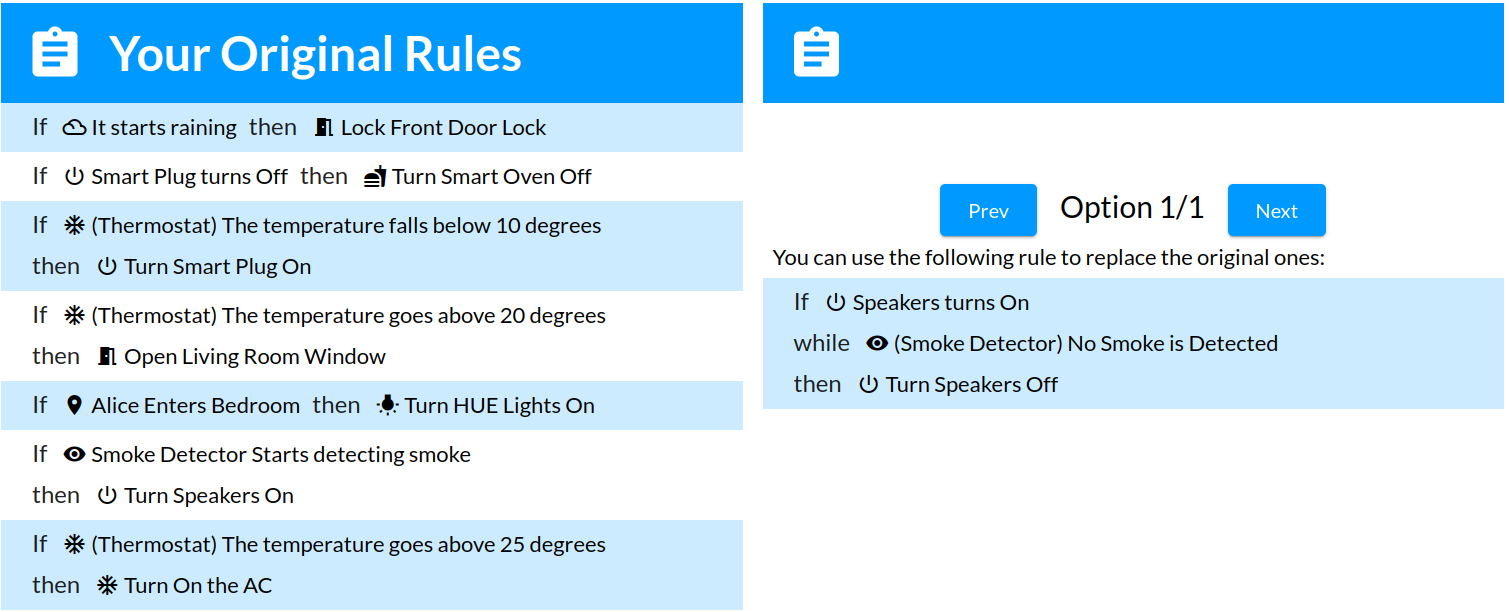 Your Original Rules
If It starts raining then Lock Front Door Lock
If Smart Plug turns Off then Turn Smart Oven Off
If (Thermostat) The temperature falls below 10 degrees
then Turn Smart Plug On
If (Thermostat) The temperature goes above 20 degrees
then Open Living Room Window
If Alice Enters Bedroom then Turn HUE Lights On
If Smoke Detector Starts detecting smoke
then Turn Speakers On
If (Thermostat) The temperature goes above 25 degrees
then Turn On the AC
Prev Option 1/1 Next
You can use the following rule to replace the original ones:
If Speakers turns On
while (Smoke Detector) No Smoke is Detected
then Turn Speakers Off